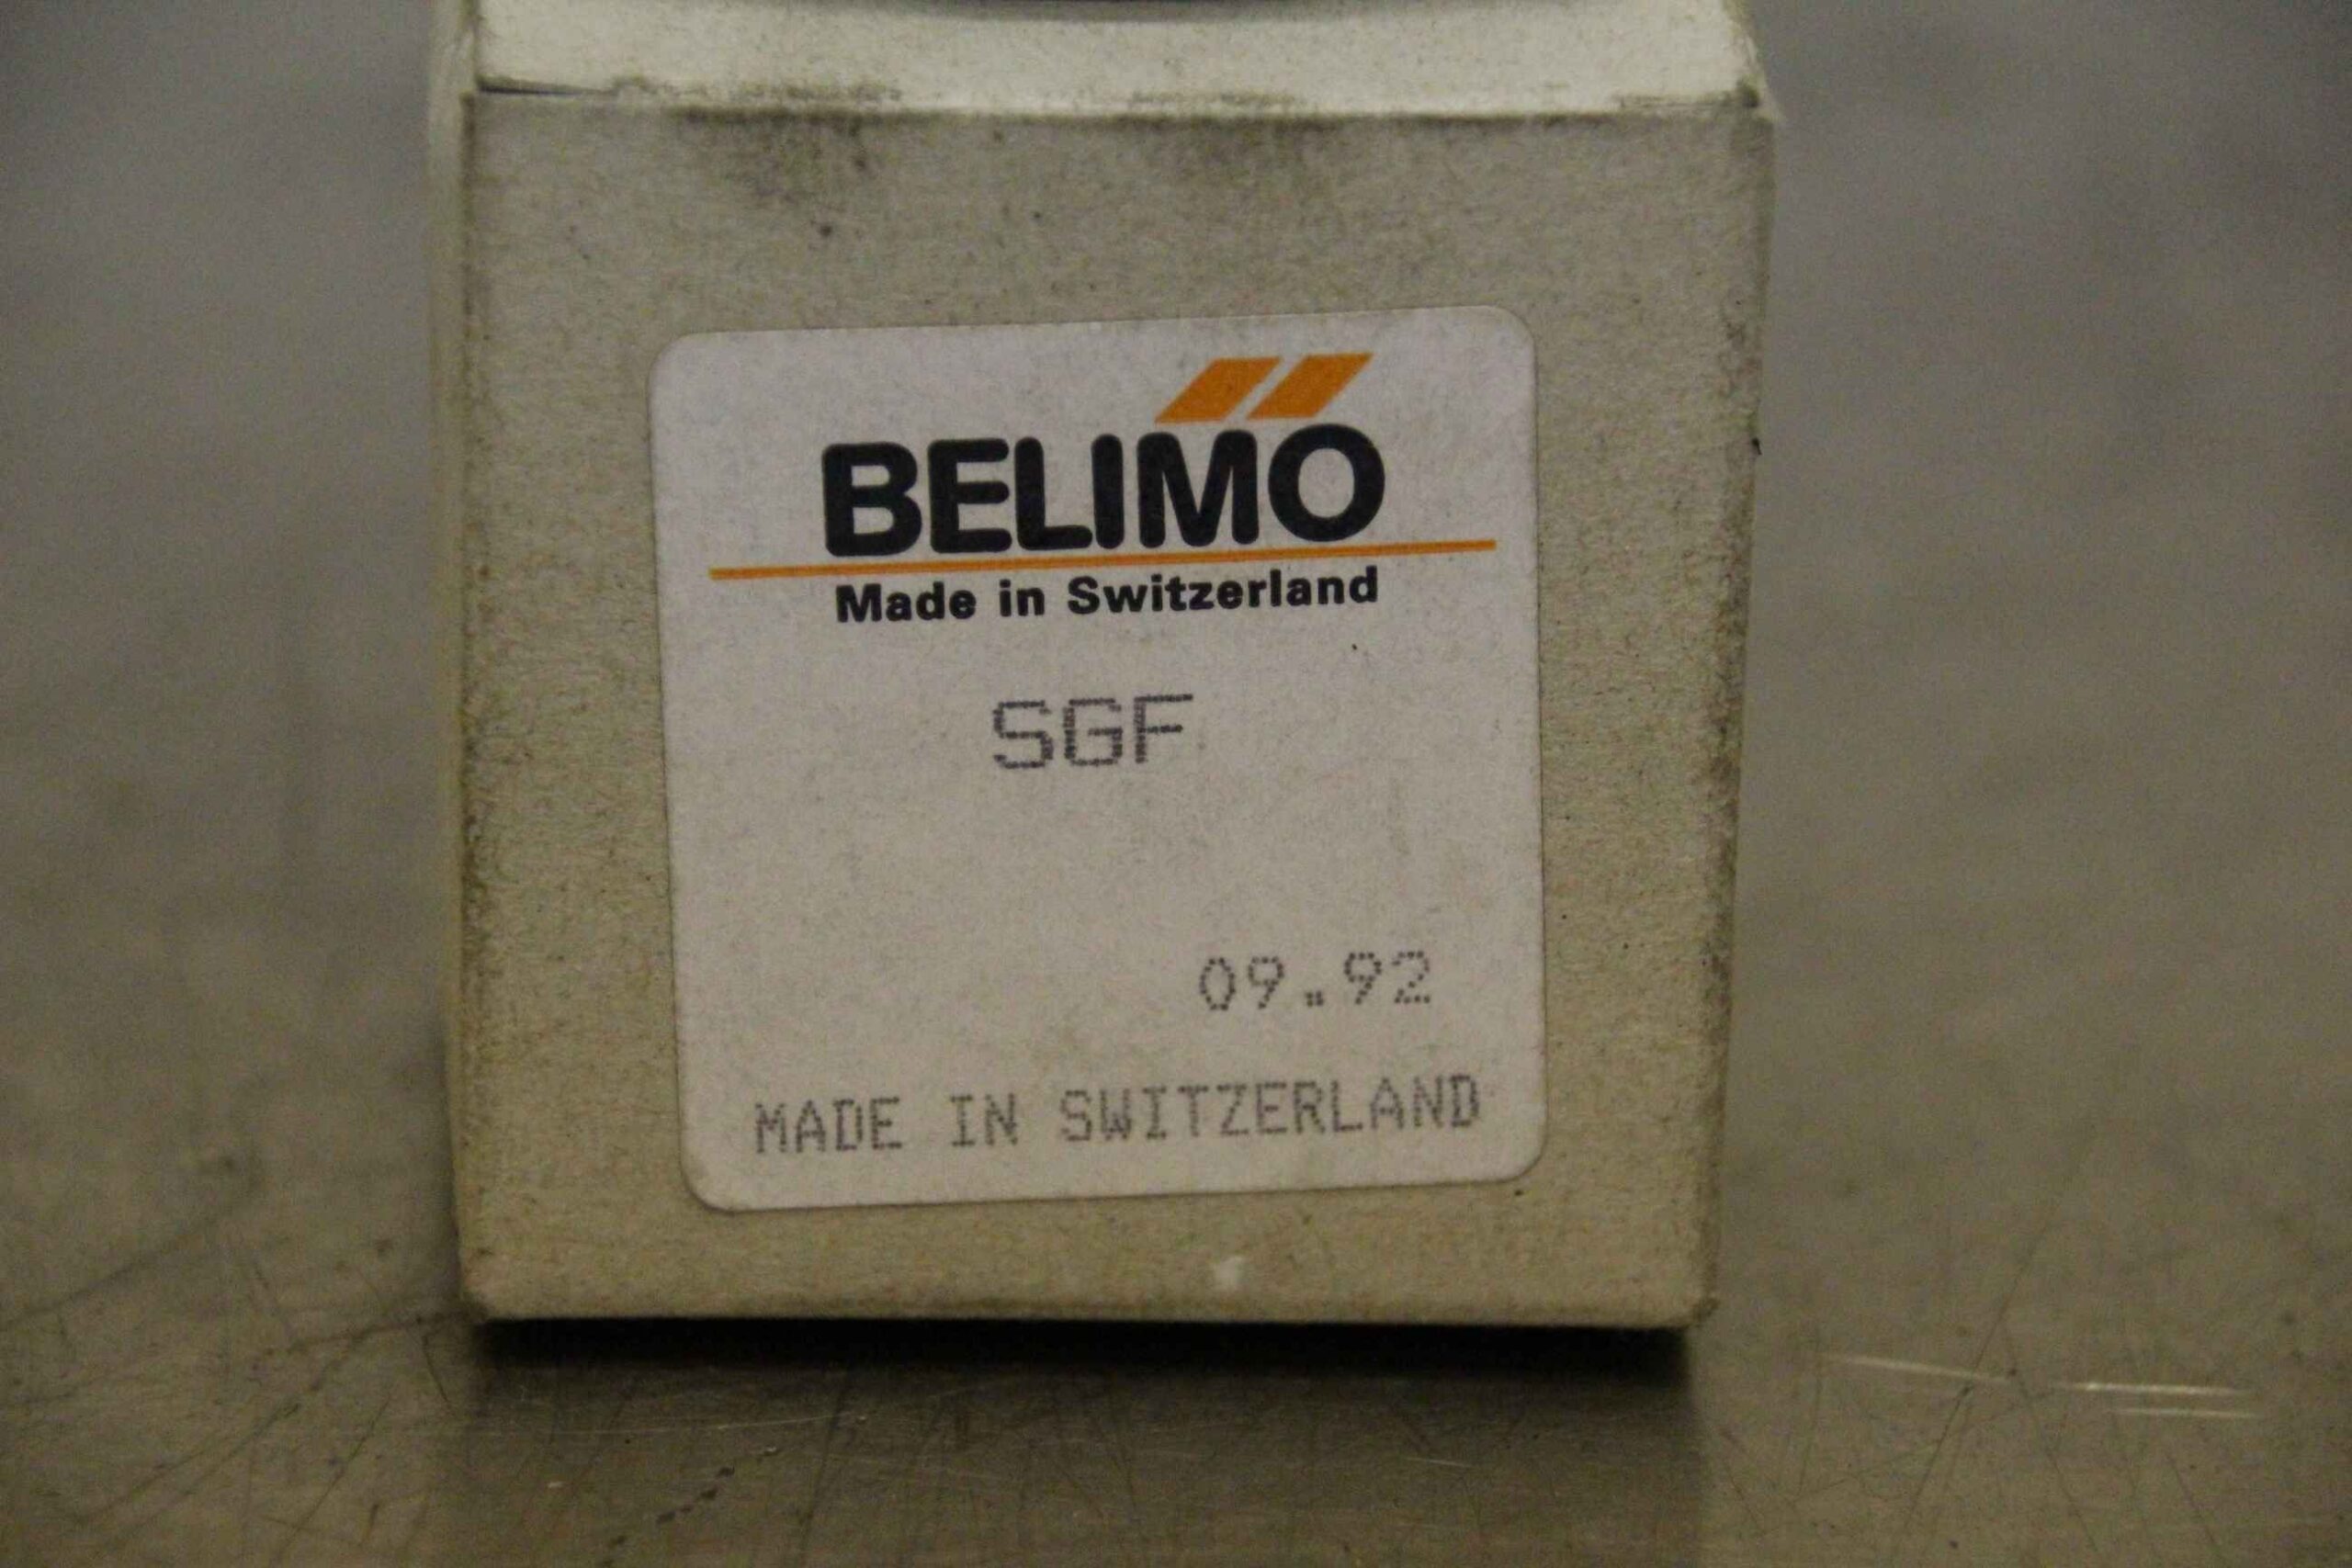 BELIMO
Made in Switzerland
SGF
09.92
MADE IN SWITZERLAND